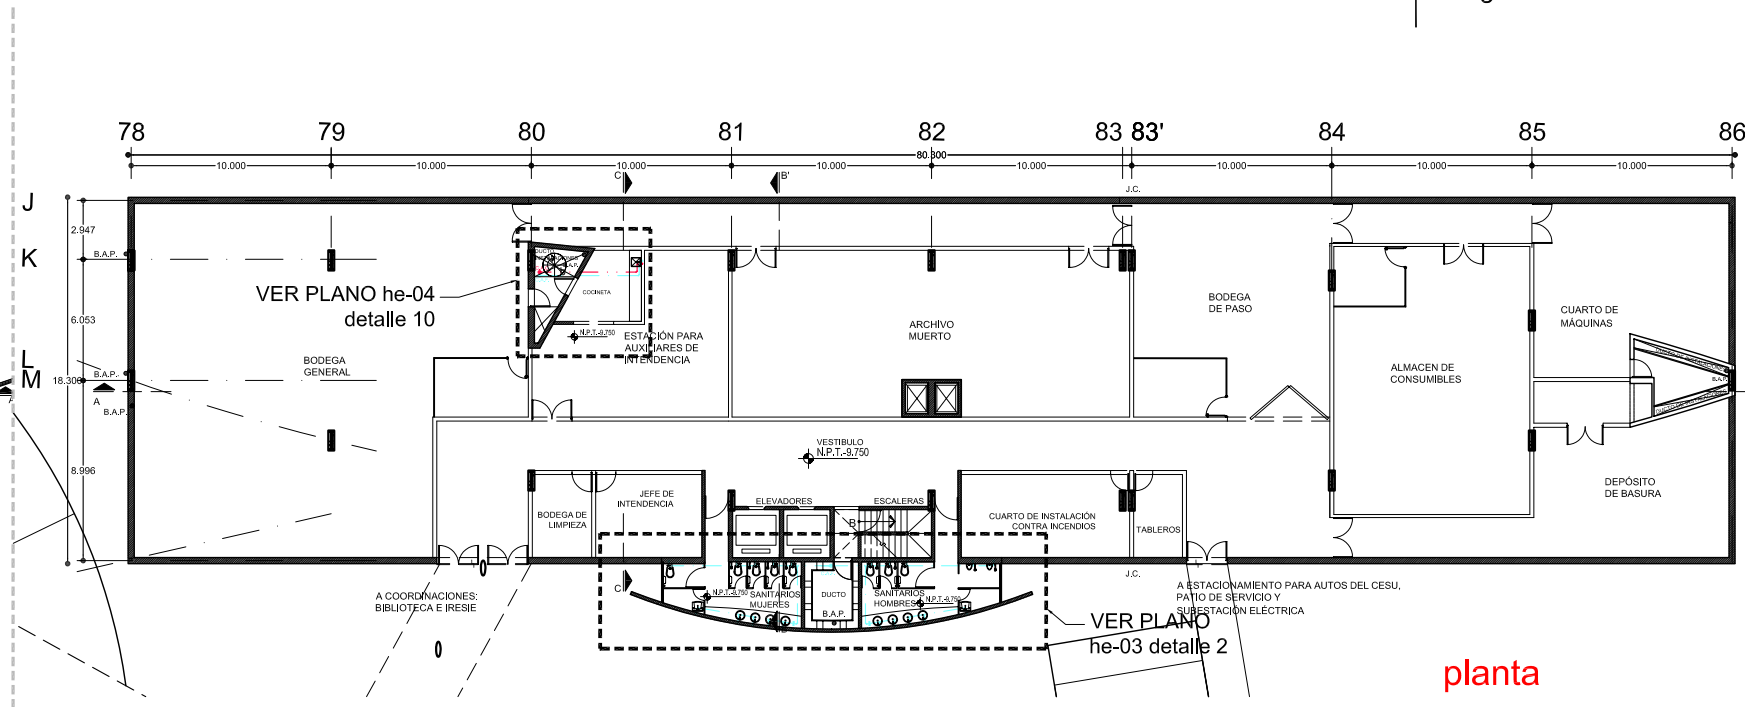 78 79 80 81 82 83 83' 84 85 86
80.300
10.000 10.000 10.000 10.000 10.000 10.000 10.000 10.000
C B' J.C.
J
2.947
K
B.A.P.
6.053
L
B.A.P.
M
18.300
A
B.A.P.
8.996
VER PLANO he-04
detalle 10
DUCTO
B.A.P.
COCINETA
N.P.T.-9.750
ESTACIÓN PARA
AUXILIARES DE
INTENDENCIA
BODEGA
GENERAL
ARCHIVO
MUERTO
BODEGA
DE PASO
ALMACEN DE
CONSUMIBLES
CUARTO DE
MÁQUINAS
B.A.P.
DEPÓSITO
DE BASURA
VESTIBULO
N.P.T.-9.750
JEFE DE
INTENDENCIA
BODEGA DE
LIMPIEZA
ELEVADORES
ESCALERAS
B
CUARTO DE INSTALACIÓN
CONTRA INCENDIOS
TABLEROS
C'
J.C.
N.P.T.-9.750
SANITARIOS
MUJERES
DUCTO
B.A.P.
SANITARIOS
HOMBRES
N.P.T.-9.750
A COORDINACIONES:
BIBLIOTECA E IRESIE
A ESTACIONAMIENTO PARA AUTOS DEL CESU,
PATIO DE SERVICIO Y
SUBESTACIÓN ELÉCTRICA
VER PLANO
he-03 detalle 2
planta